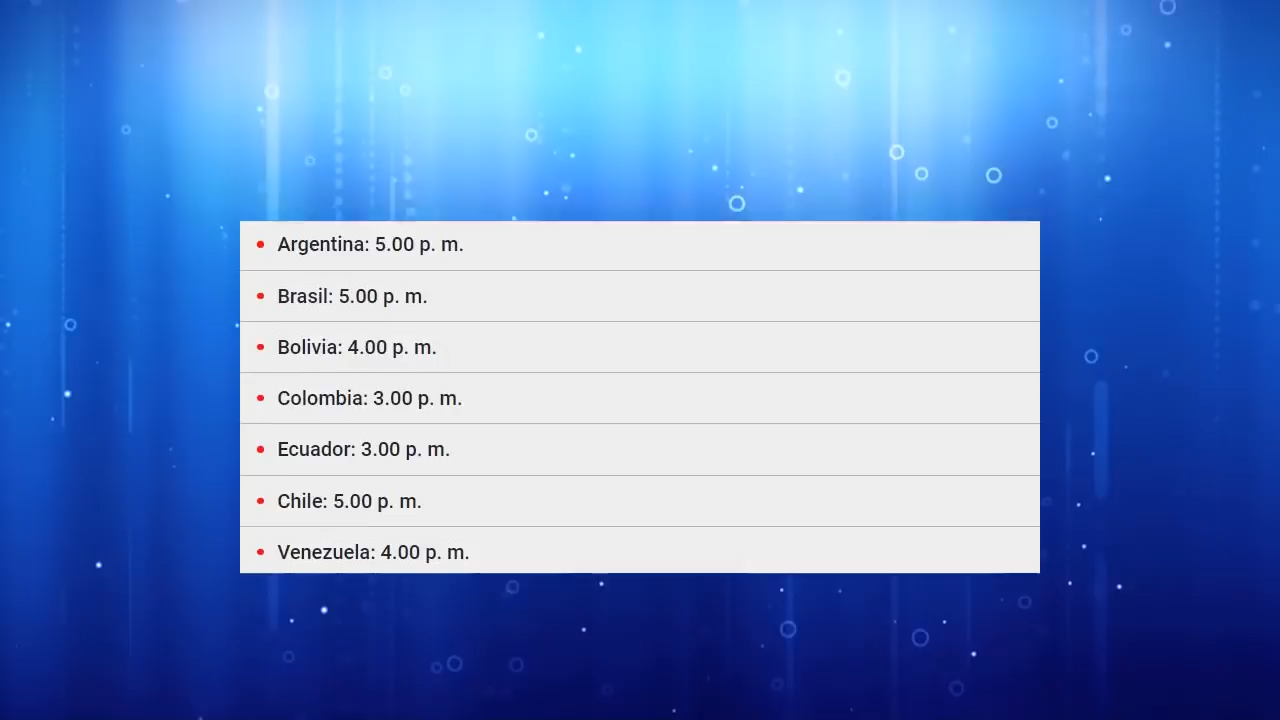 Argentina: 5.00 p. m.
Brasil: 5.00 p. m.
Bolivia: 4.00 p. m.
Colombia: 3.00 p. m.
Ecuador: 3.00 p. m.
Chile: 5.00 p. m.
Venezuela: 4.00 p. m.